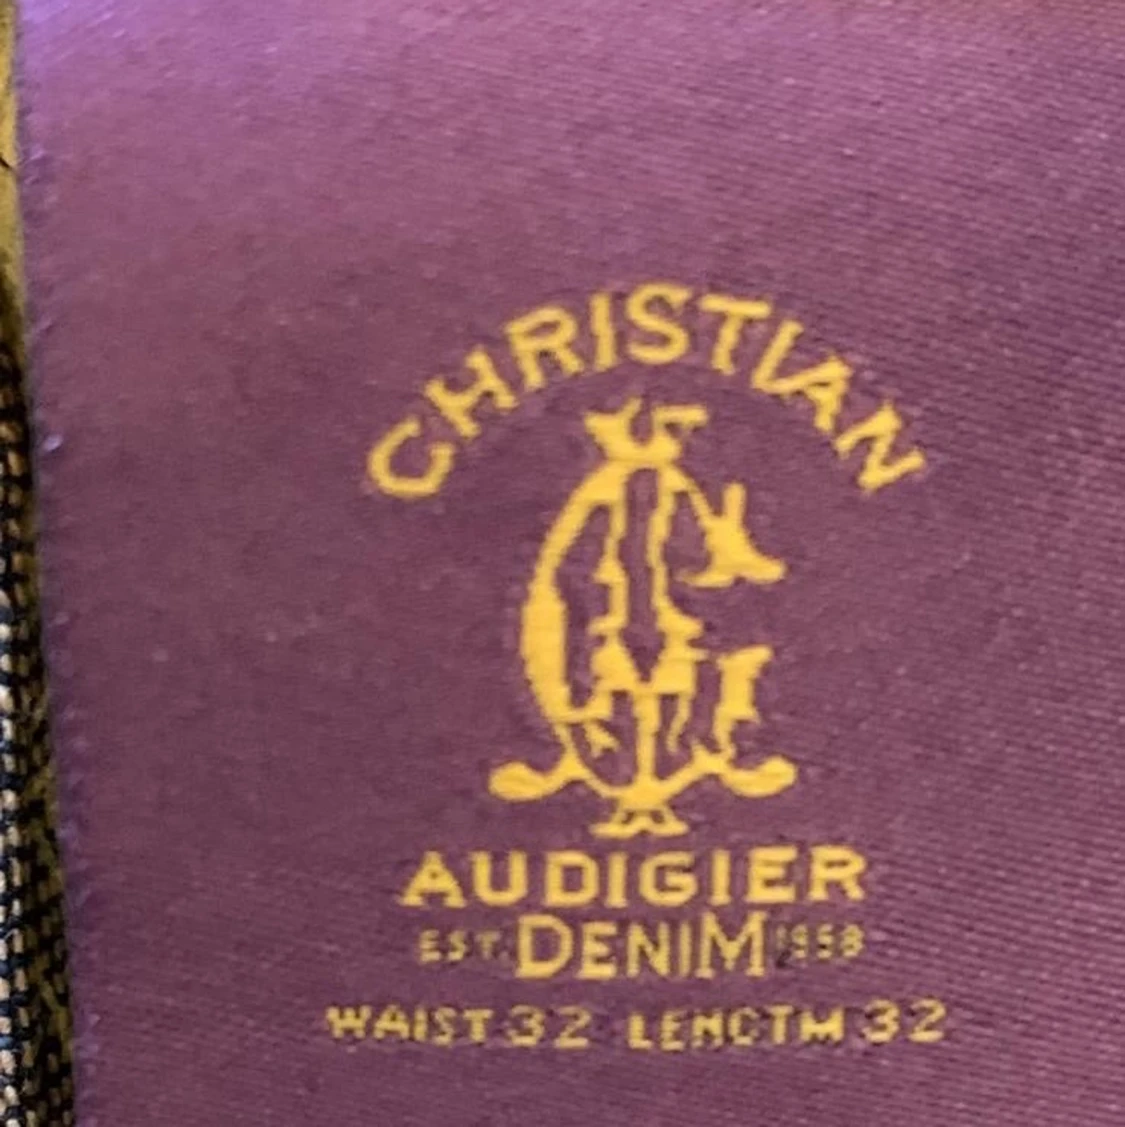 CHRISTIAN
AUDIGIER
EST. DENIM 1958
WAIST 32 LENGTH 32